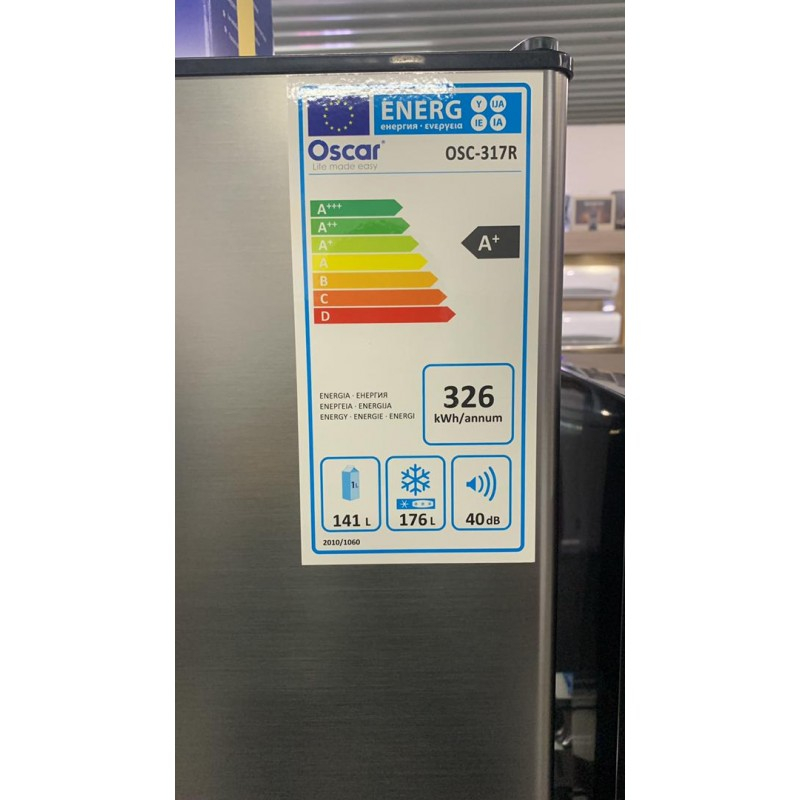 ENERG Y IJA
енергия · ενεργεια IE IA
Oscar OSC-317R
Life made easy
A+++
A++
A+
A+
A
B
C
D
326
kWh/annum
ENERGIA · ЕНЕРГИЯ
ΕΝΕΡΓΕΙΑ · ENERGIJA
ENERGY · ENERGIE · ENERGI
1L
141 L
176 L
40 dB
2010/1060